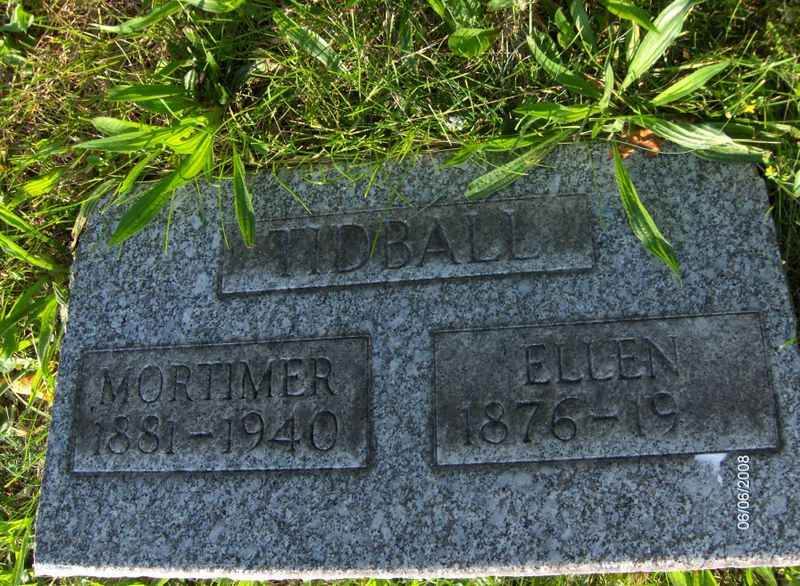 TIDBALL
MORTIMER
1881-1940
ELLEN
1876-19
06/06/2008